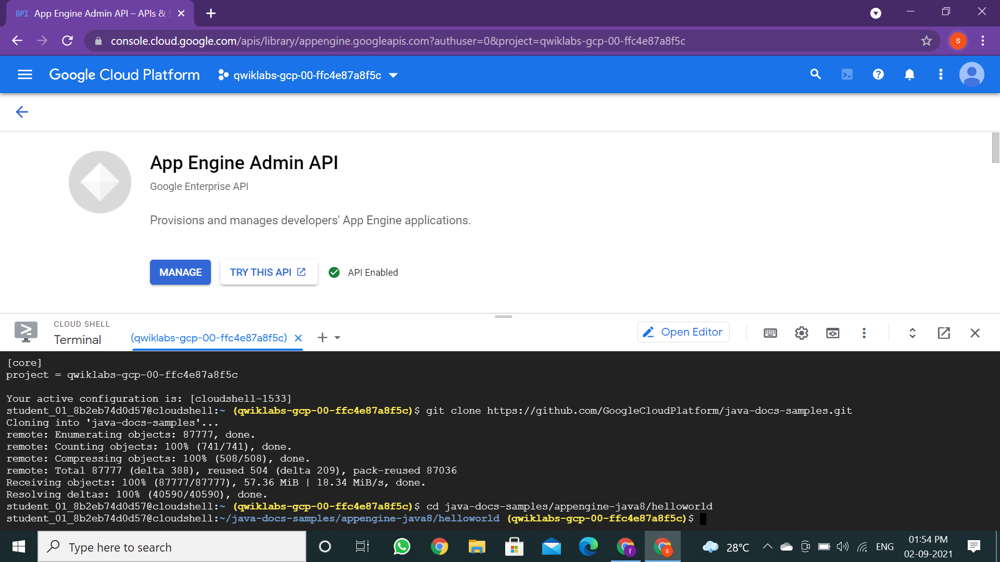 API App Engine Admin API – APIs &
console.cloud.google.com/apis/library/appengine.googleapis.com?authuser=0&project=qwiklabs-gcp-00-ffc4e87a8f5c
s
Google Cloud Platform
qwiklabs-gcp-00-ffc4e87a8f5c
App Engine Admin API
Google Enterprise API
Provisions and manages developers' App Engine applications.
MANAGE
TRY THIS API
API Enabled
CLOUD SHELL
Terminal
(qwiklabs-gcp-00-ffc4e87a8f5c)
Open Editor
[core]
project = qwiklabs-gcp-00-ffc4e87a8f5c
Your active configuration is: [cloudshell-1533]
student_01_8b2eb74d0d57@cloudshell:~ (qwiklabs-gcp-00-ffc4e87a8f5c)$ git clone https://github.com/GoogleCloudPlatform/java-docs-samples.git
Cloning into 'java-docs-samples'...
remote: Enumerating objects: 87777, done.
remote: Counting objects: 100% (741/741), done.
remote: Compressing objects: 100% (508/508), done.
remote: Total 87777 (delta 388), reused 504 (delta 209), pack-reused 87036
Receiving objects: 100% (87777/87777), 57.36 MiB | 18.34 MiB/s, done.
Resolving deltas: 100% (40590/40590), done.
student_01_8b2eb74d0d57@cloudshell:~ (qwiklabs-gcp-00-ffc4e87a8f5c)$ cd java-docs-samples/appengine-java8/helloworld
student_01_8b2eb74d0d57@cloudshell:~/java-docs-samples/appengine-java8/helloworld (qwiklabs-gcp-00-ffc4e87a8f5c)$
Type here to search
f
s
28°C
ENG
01:54 PM
02-09-2021